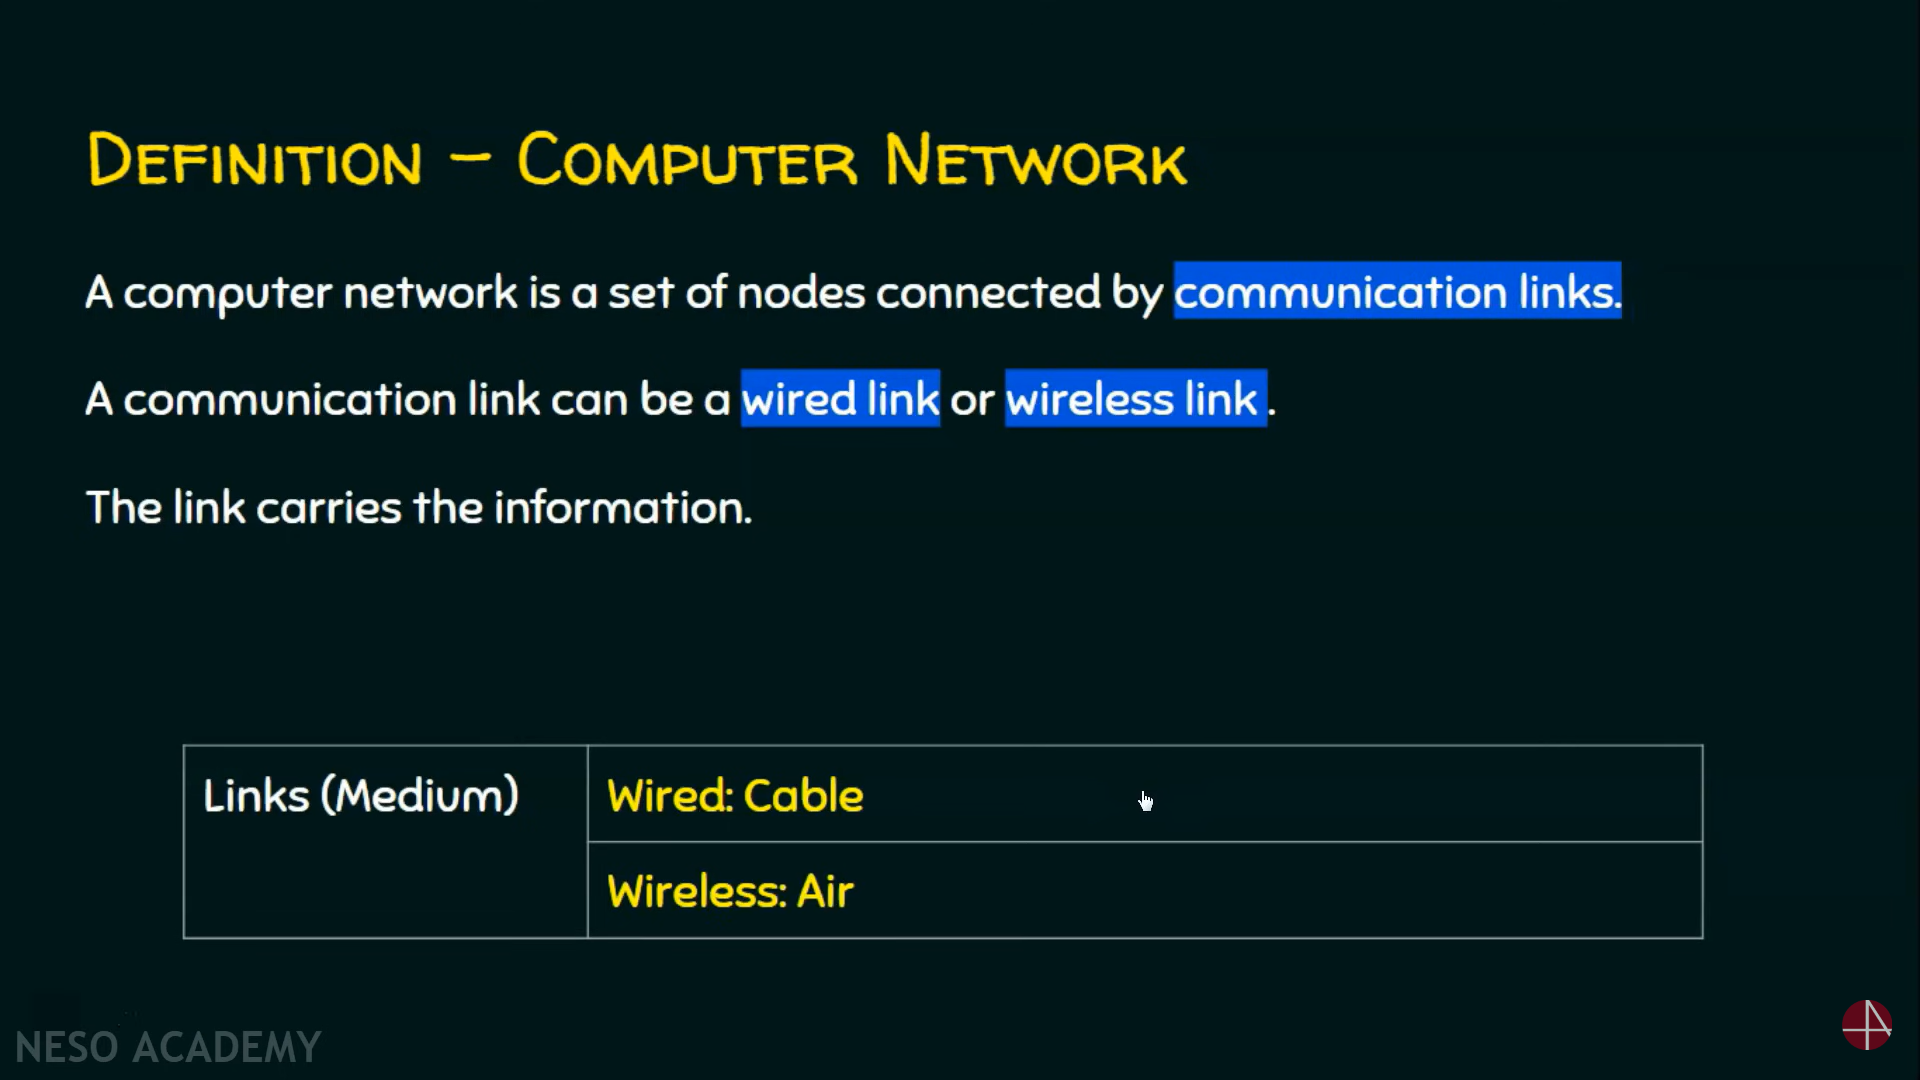 DEFINITION – COMPUTER NETWORK
A computer network is a set of nodes connected by communication links.
A communication link can be a wired link or wireless link .
The link carries the information.
Links (Medium)
Wired: Cable
Wireless: Air
NESO ACADEMY